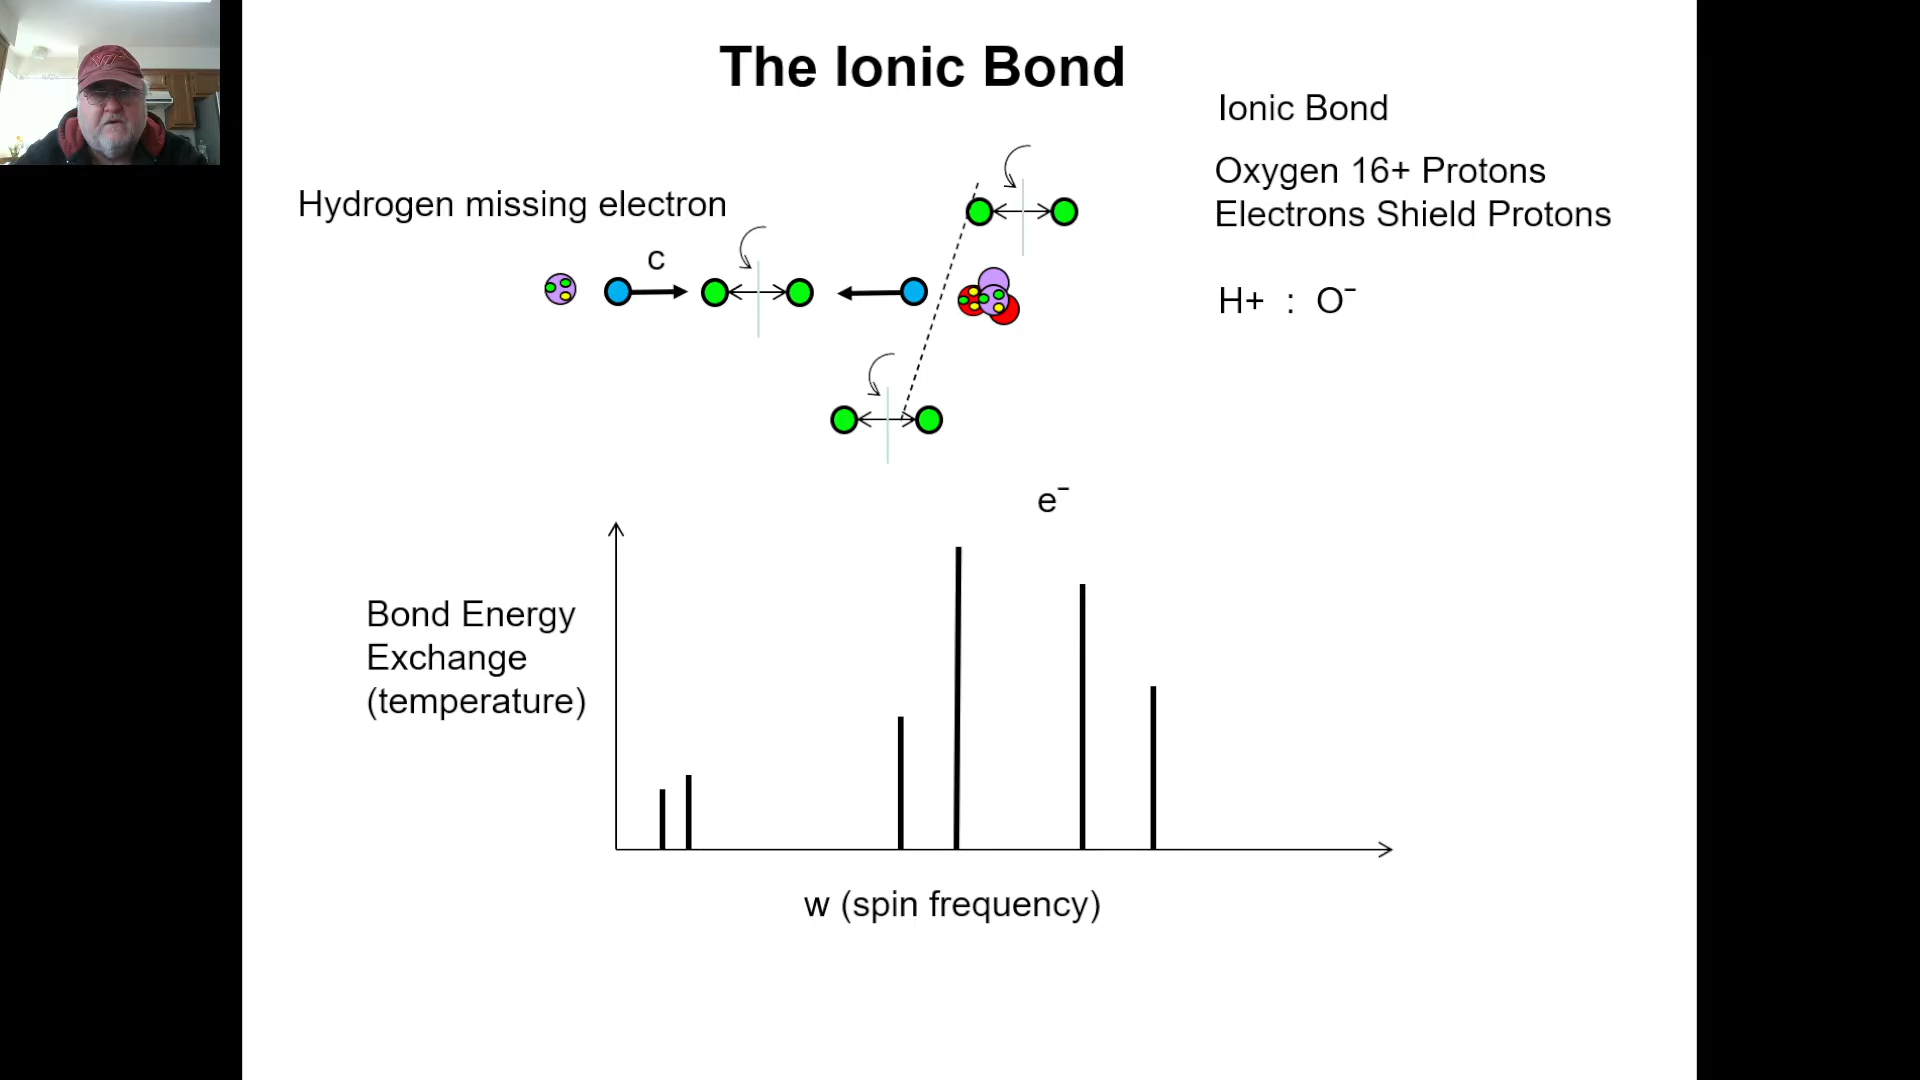 The Ionic Bond
Ionic Bond
Oxygen 16+ Protons
Electrons Shield Protons
Hydrogen missing electron
c
H+ : O⁻
e⁻
Bond Energy
Exchange
(temperature)
w (spin frequency)